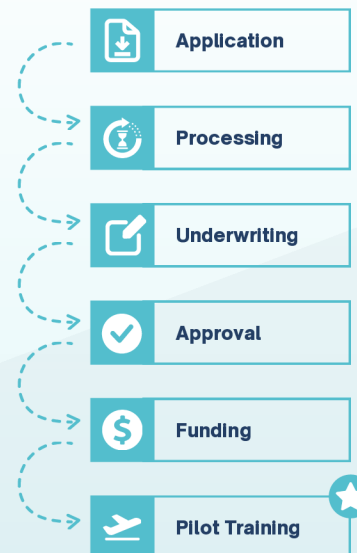 Application
Processing
Underwriting
Approval
Funding
Pilot Training